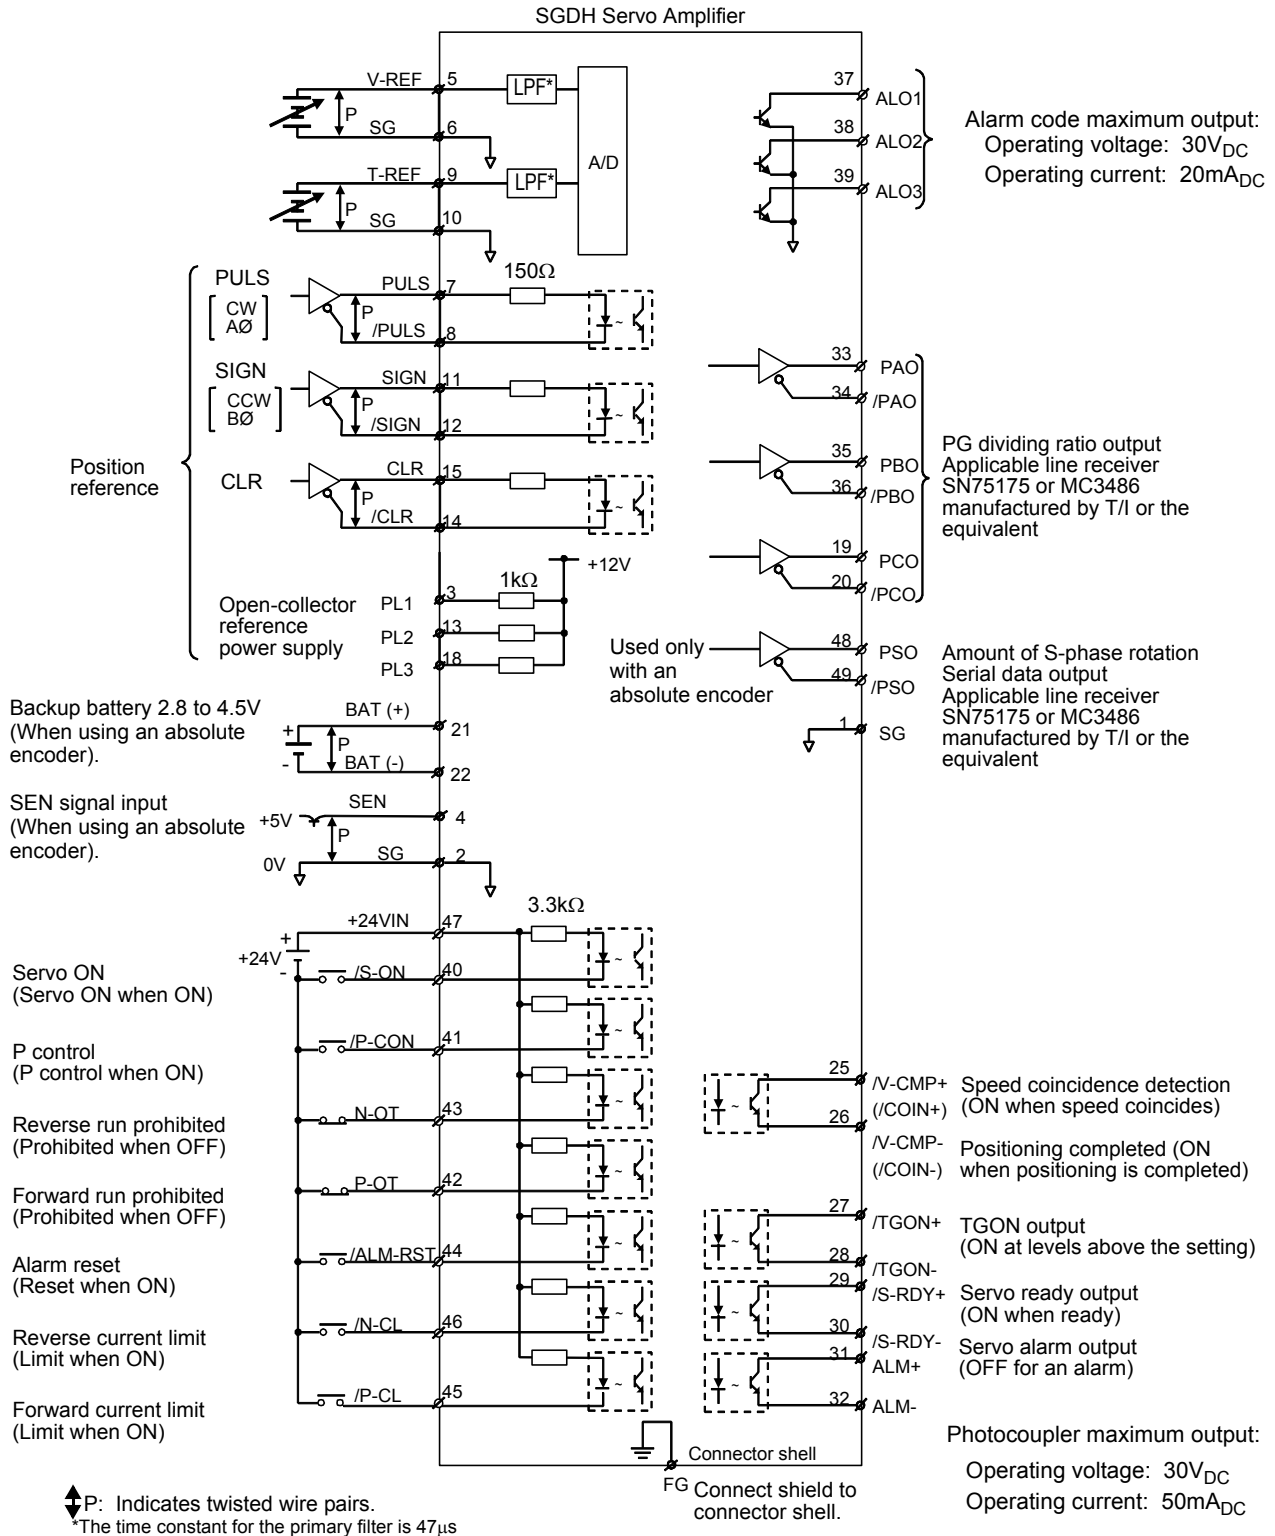 SGDH Servo Amplifier
V-REF 5
LPF*
P
SG 6
A/D
T-REF 9
LPF*
P
SG 10
37 ALO1
38 ALO2
39 ALO3
Alarm code maximum output:
Operating voltage: 30VDC
Operating current: 20mADC
Position
reference
PULS
CW
AØ
PULS 7
150Ω
P
/PULS 8
~
SIGN
CCW
BØ
SIGN 11
P
/SIGN 12
~
CLR
CLR 15
P
/CLR 14
~
+12V
1kΩ
Open-collector
reference
power supply
PL1 3
PL2 13
PL3 18
33 PAO
34 /PAO
35 PBO
36 /PBO
19 PCO
20 /PCO
PG dividing ratio output
Applicable line receiver
SN75175 or MC3486
manufactured by T/I or the
equivalent
Used only
with an
absolute encoder
48 PSO
49 /PSO
1 SG
Amount of S-phase rotation
Serial data output
Applicable line receiver
SN75175 or MC3486
manufactured by T/I or the
equivalent
Backup battery 2.8 to 4.5V
(When using an absolute
encoder).
+
-
BAT (+) 21
P
BAT (-) 22
SEN signal input
(When using an absolute
encoder).
+5V
SEN 4
P
0V
SG 2
3.3kΩ
+24VIN 47
+
+24V
-
~
Servo ON
(Servo ON when ON)
/S-ON 40
~
P control
(P control when ON)
/P-CON 41
~
Reverse run prohibited
(Prohibited when OFF)
N-OT 43
~
Forward run prohibited
(Prohibited when OFF)
P-OT 42
~
Alarm reset
(Reset when ON)
/ALM-RST 44
~
Reverse current limit
(Limit when ON)
/N-CL 46
~
Forward current limit
(Limit when ON)
/P-CL 45
25 /V-CMP+
(/COIN+)
~
26
/V-CMP-
(/COIN-)
Speed coincidence detection
(ON when speed coincides)
Positioning completed (ON
when positioning is completed)
27 /TGON+
~
28 /TGON-
TGON output
(ON at levels above the setting)
29 /S-RDY+
~
30 /S-RDY-
Servo ready output
(ON when ready)
31 ALM+
~
32 ALM-
Servo alarm output
(OFF for an alarm)
Photocoupler maximum output:
Operating voltage: 30VDC
Operating current: 50mADC
Connector shell
FG Connect shield to
connector shell.
P: Indicates twisted wire pairs.
*The time constant for the primary filter is 47µs